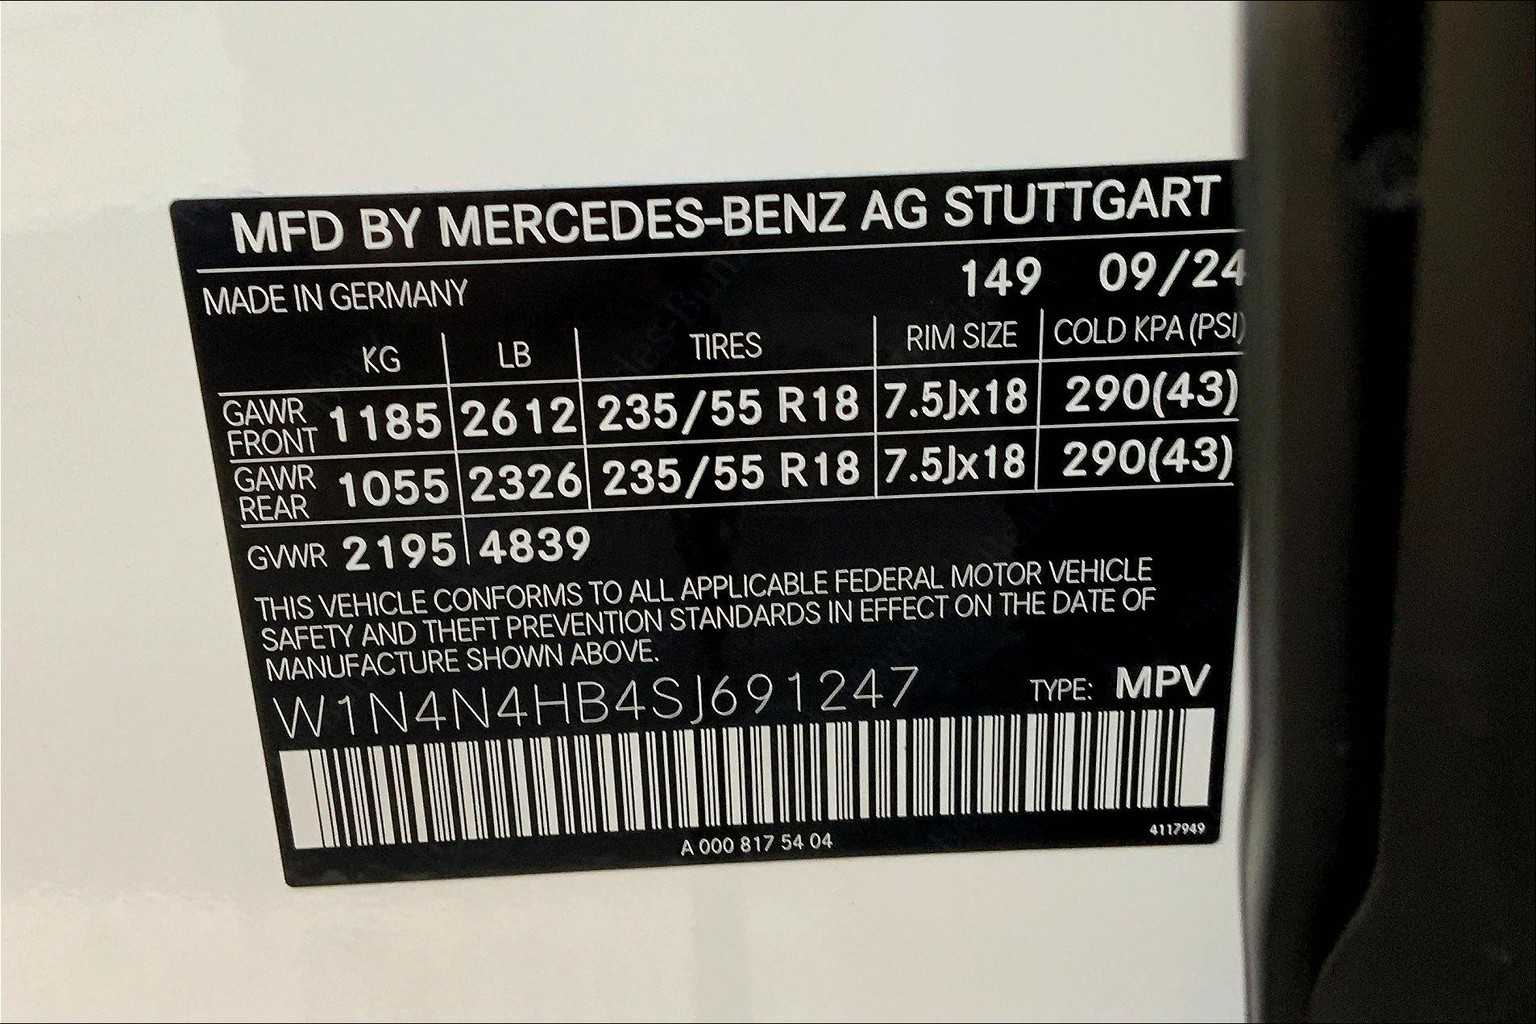 MFD BY MERCEDES-BENZ AG STUTTGART
MADE IN GERMANY 149 09/24
KG LB TIRES RIM SIZE COLD KPA (PSI)
GAWR FRONT 1185 2612 235/55 R18 7.5Jx18 290(43)
GAWR REAR 1055 2326 235/55 R18 7.5Jx18 290(43)
GVWR 2195 4839
THIS VEHICLE CONFORMS TO ALL APPLICABLE FEDERAL MOTOR VEHICLE
SAFETY AND THEFT PREVENTION STANDARDS IN EFFECT ON THE DATE OF
MANUFACTURE SHOWN ABOVE.
W1N4N4HB4SJ691247 TYPE: MPV
A 000 817 54 04 4117949